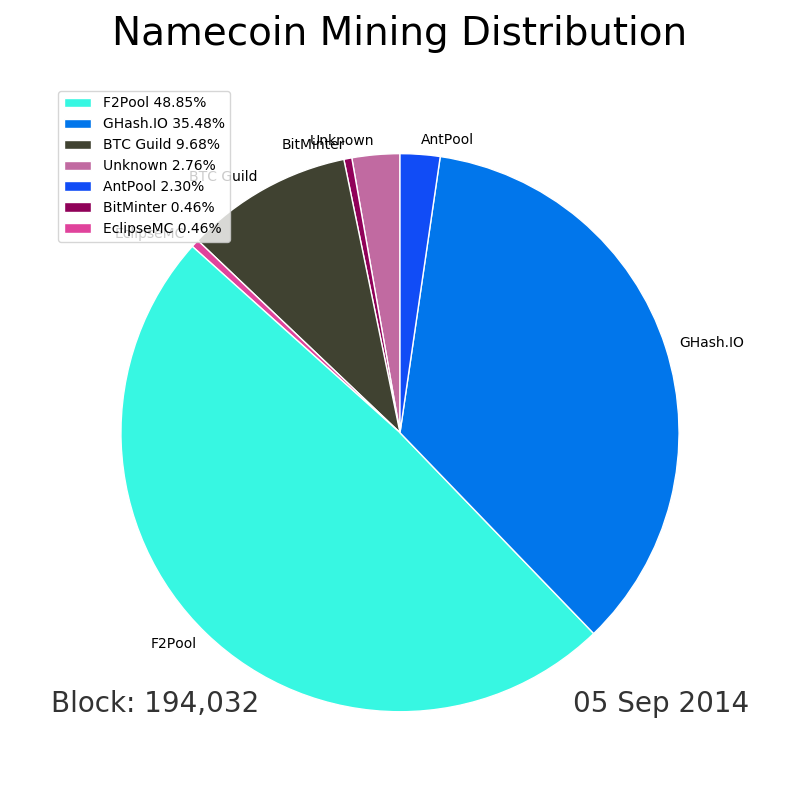 Namecoin Mining Distribution
F2Pool 48.85%
GHash.IO 35.48%
BTC Guild 9.68%
Unknown 2.76%
AntPool 2.30%
BitMinter 0.46%
EclipseMC 0.46%
BitMinter
Unknown
AntPool
BTC Guild
EclipseMC
GHash.IO
F2Pool
Block: 194,032
05 Sep 2014